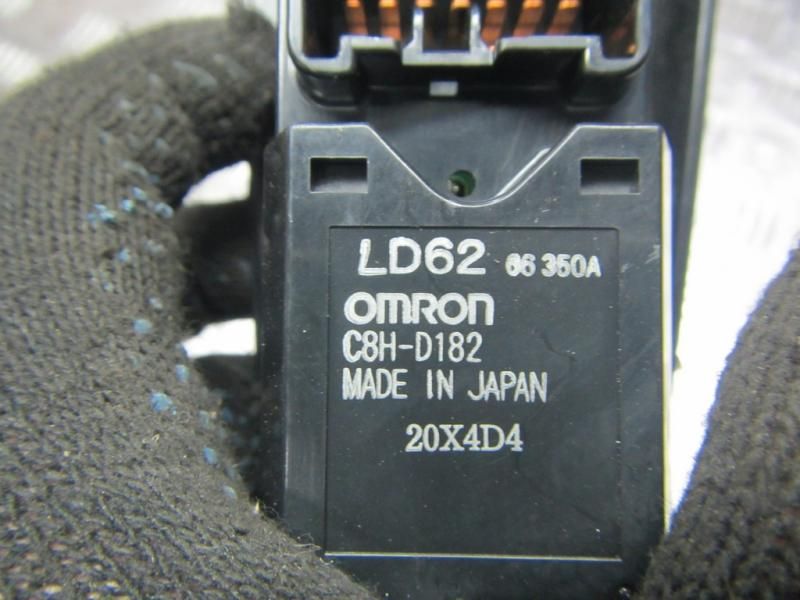 LD62 66 350A
OMRON
C8H-D182
MADE IN JAPAN
20X4D4